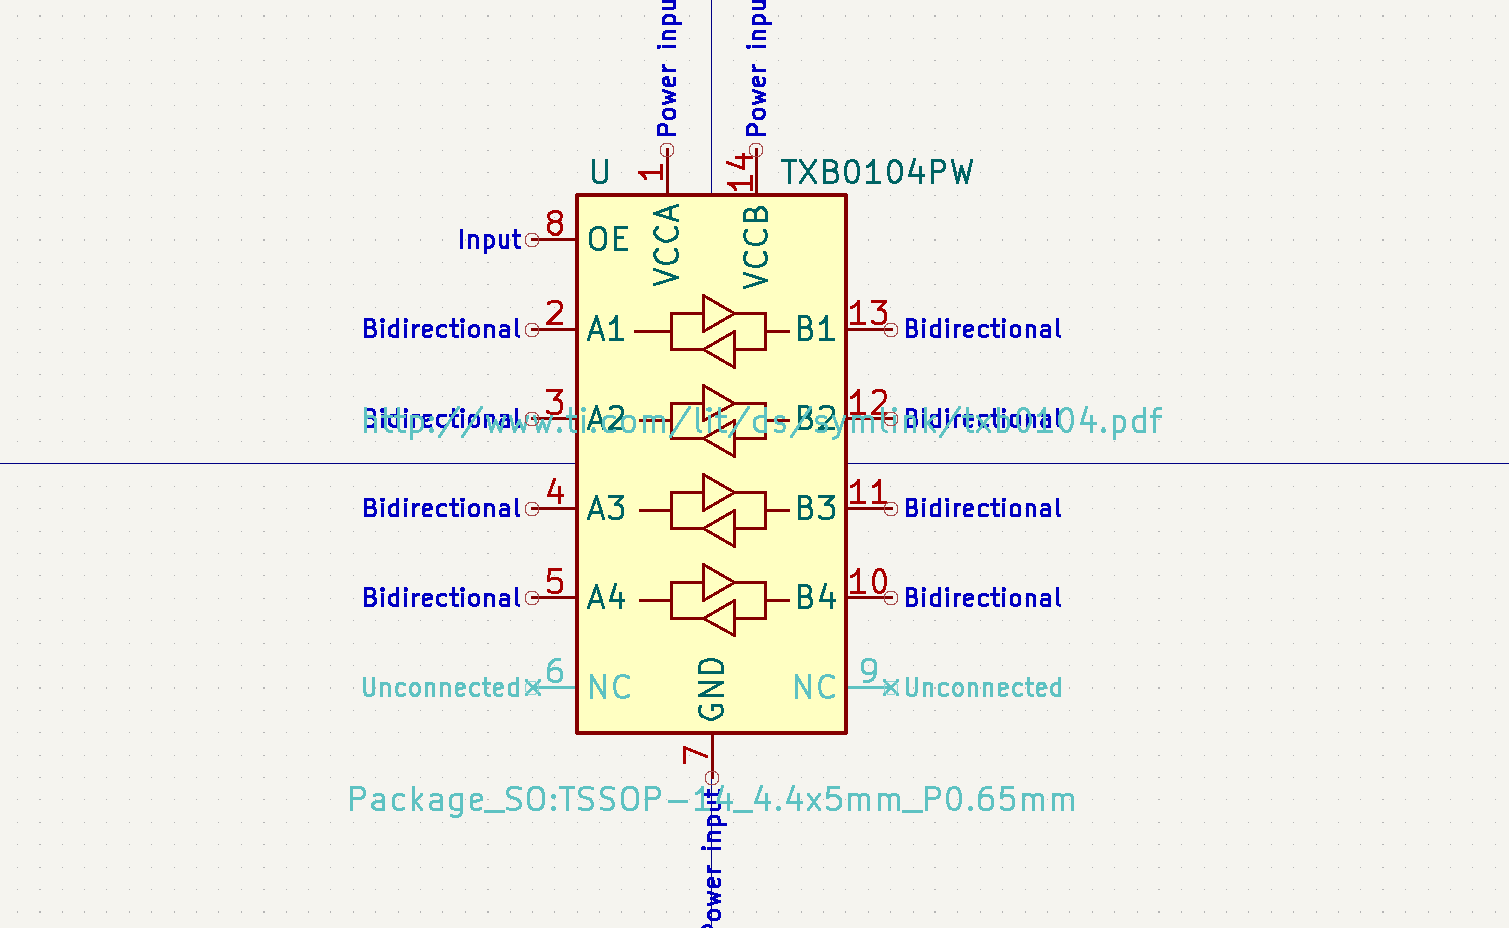 Power input
Power input
U
1
14
TXB0104PW
Input
8
OE
VCCA
VCCB
Bidirectional
2
A1
B1
13
Bidirectional
Bidirectional
3
A2
B2
12
Bidirectional
http://www.ti.com/lit/ds/symlink/txb0104.pdf
Bidirectional
4
A3
B3
11
Bidirectional
Bidirectional
5
A4
B4
10
Bidirectional
Unconnected
6
NC
GND
NC
9
Unconnected
7
Package_SO:TSSOP-14_4.4x5mm_P0.65mm
Power input